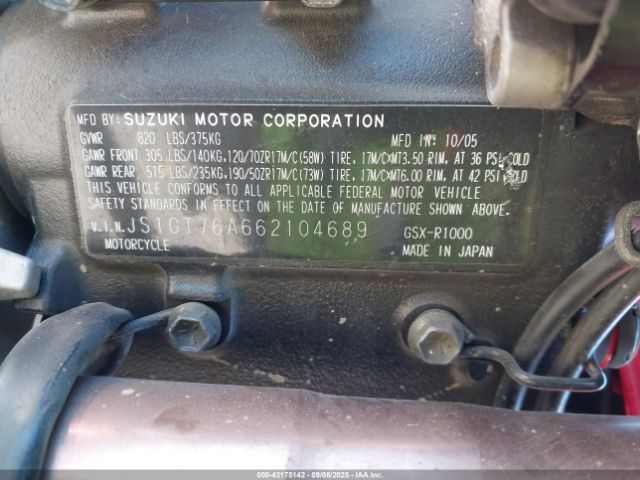 MFD BY: SUZUKI MOTOR CORPORATION
GVWR 820 LBS/375KG MFD IN: 10/05
GAWR FRONT 305 LBS/140KG,120/70ZR17M/C(58W) TIRE, 17M/C×MT3.50 RIM, AT 36 PSI,COLD
GAWR REAR 515 LBS/235KG,190/50ZR17M/C(73W) TIRE, 17M/C×MT6.00 RIM, AT 42 PSI,COLD
THIS VEHICLE CONFORMS TO ALL APPLICABLE FEDERAL MOTOR VEHICLE
SAFETY STANDARDS IN EFFECT ON THE DATE OF MANUFACTURE SHOWN ABOVE.
V.I.N. JS1GT76A662104689 GSX-R1000
MOTORCYCLE MADE IN JAPAN
000-43175142 - 09/08/2025 - IAAI.COM